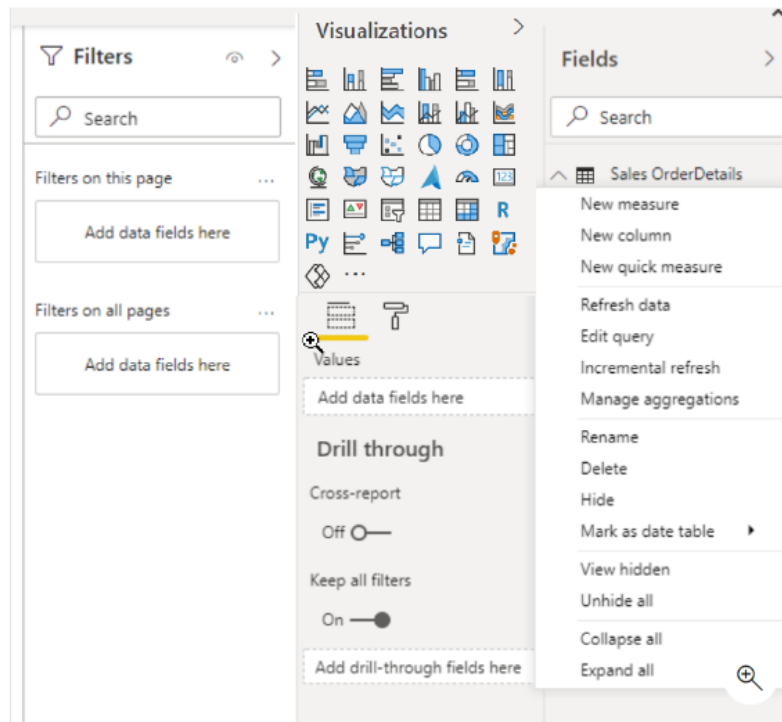 Filters
Search
Filters on this page
...
Add data fields here
Filters on all pages
...
Add data fields here
Visualizations
123
R
Py
...
Values
Add data fields here
Drill through
Cross-report
Off
Keep all filters
On
Add drill-through fields here
Fields
Search
Sales OrderDetails
New measure
New column
New quick measure
Refresh data
Edit query
Incremental refresh
Manage aggregations
Rename
Delete
Hide
Mark as date table
View hidden
Unhide all
Collapse all
Expand all